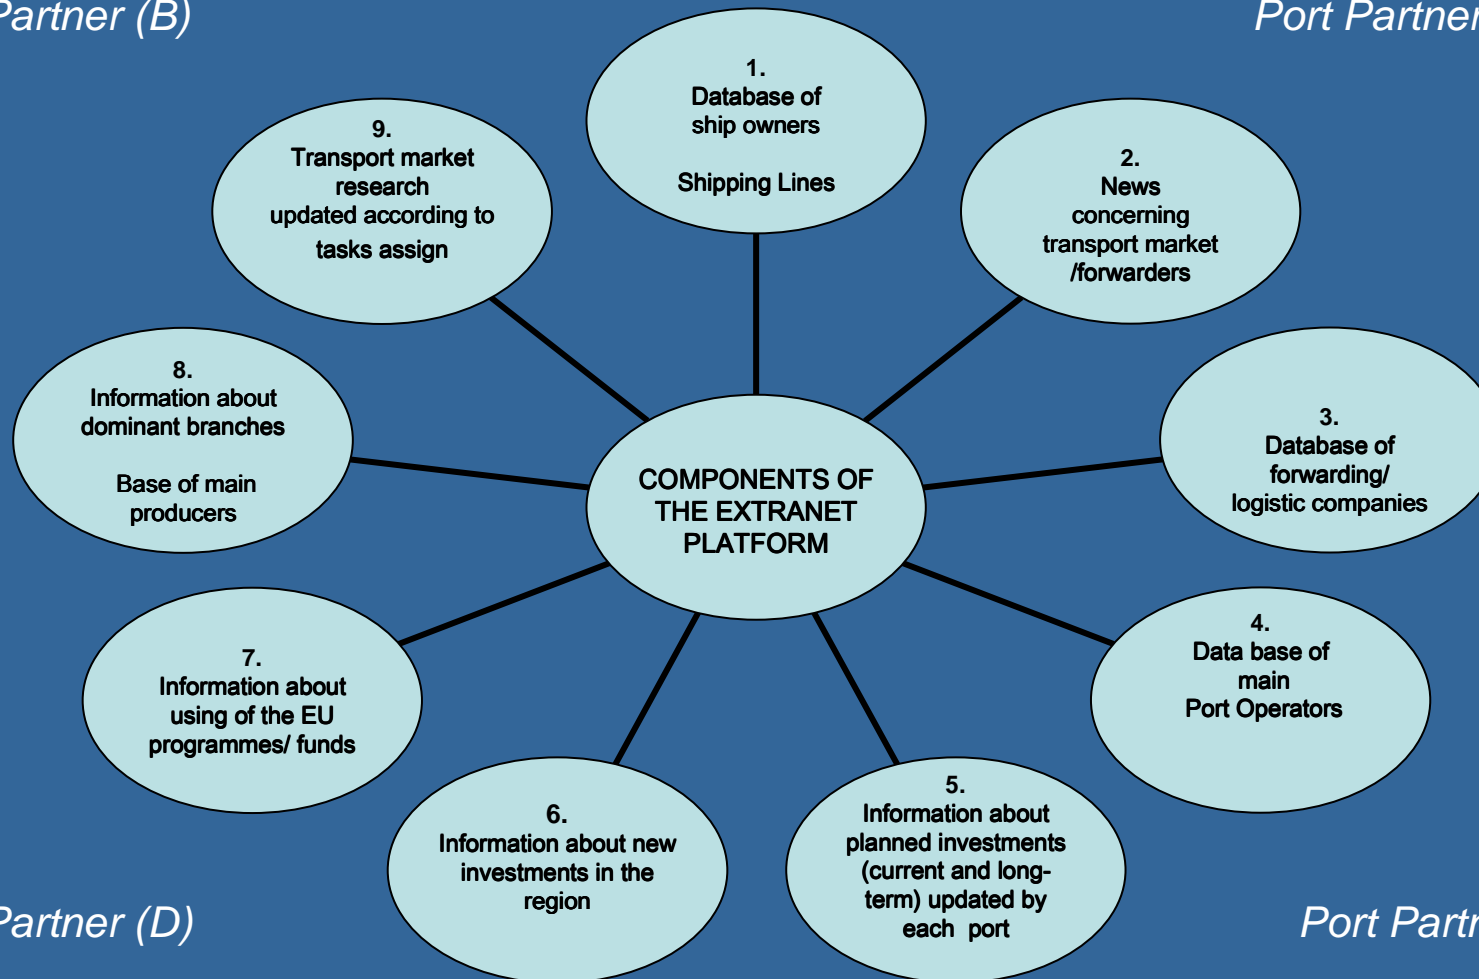 Partner (B)
Port Partner
1.
Database of
ship owners
Shipping Lines
2.
News
concerning
transport market
/forwarders
3.
Database of
forwarding/
logistic companies
4.
Data base of
main
Port Operators
5.
Information about
planned investments
(current and long-
term) updated by
each port
6.
Information about new
investments in the
region
7.
Information about
using of the EU
programmes/ funds
8.
Information about
dominant branches
Base of main
producers
9.
Transport market
research
updated according to
tasks assign
COMPONENTS OF
THE EXTRANET
PLATFORM
Partner (D)
Port